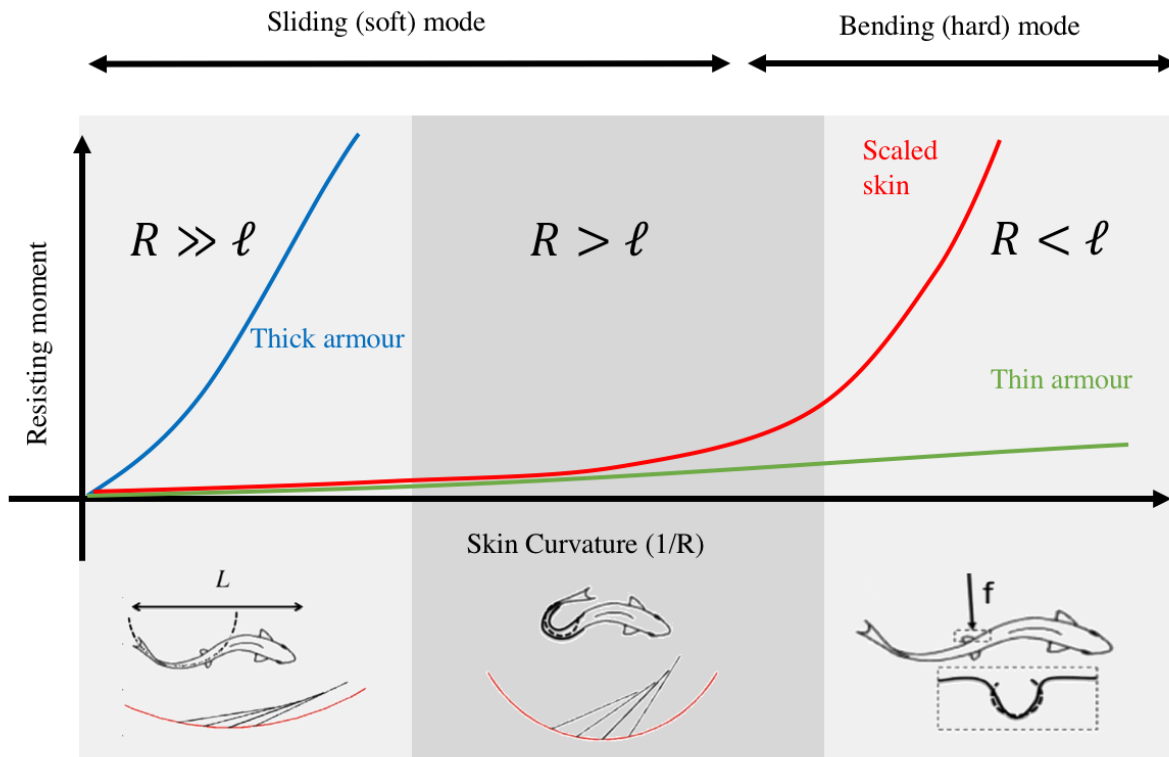 Sliding (soft) mode
Bending (hard) mode
Resisting moment
R ≫ ℓ
R > ℓ
R < ℓ
Scaled
skin
Thick armour
Thin armour
Skin Curvature (1/R)
L
f